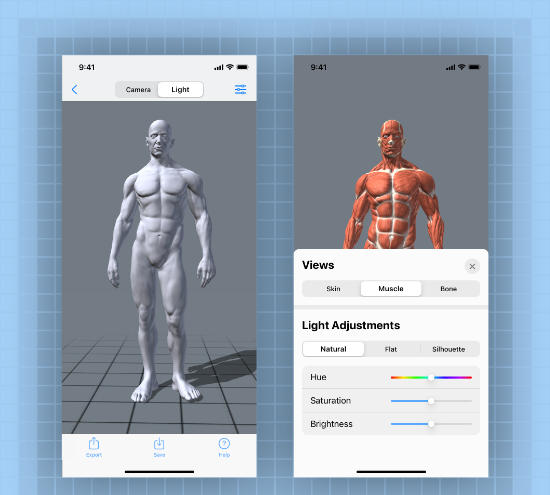 9:41
Camera Light
Export Save Help
9:41
Views
Skin Muscle Bone
Light Adjustments
Natural Flat Silhouette
Hue
Saturation
Brightness